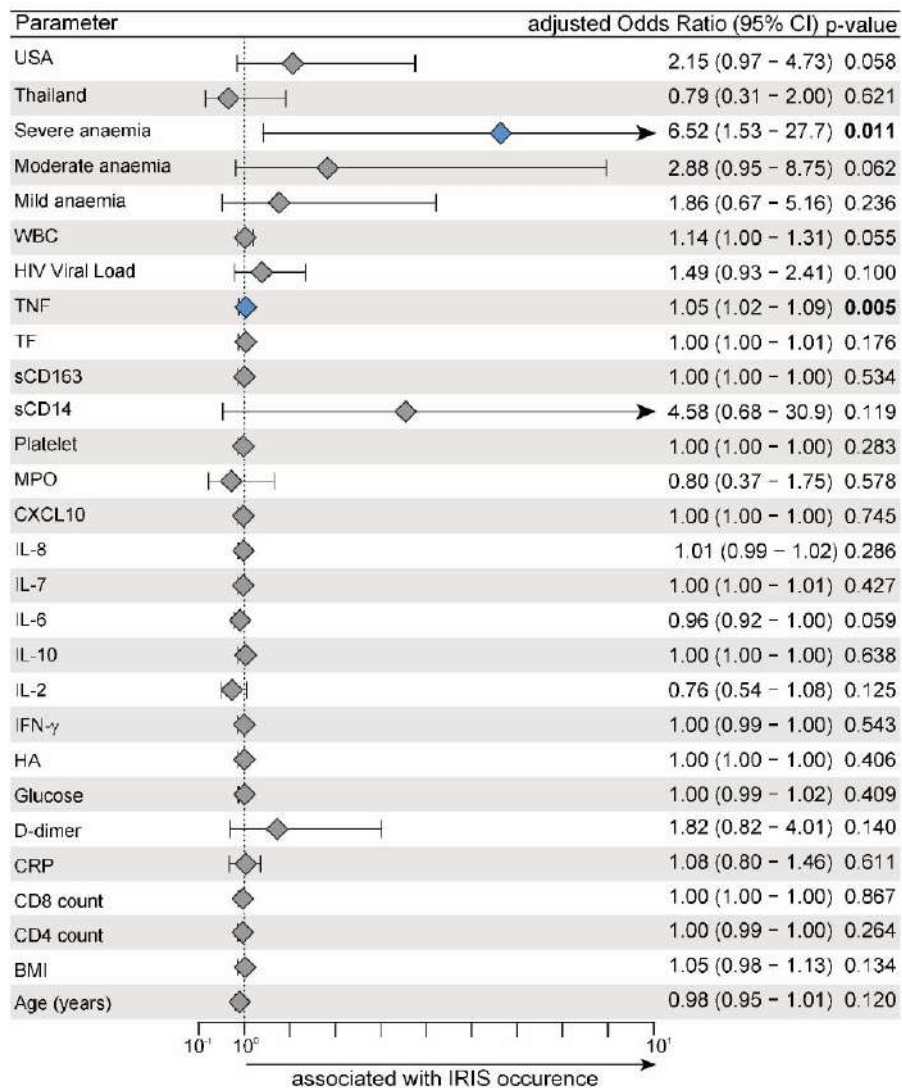 Parameter adjusted Odds Ratio (95% CI) p-value
USA 2.15 (0.97 - 4.73) 0.058
Thailand 0.79 (0.31 - 2.00) 0.621
Severe anaemia 6.52 (1.53 - 27.7) 0.011
Moderate anaemia 2.88 (0.95 - 8.75) 0.062
Mild anaemia 1.86 (0.67 - 5.16) 0.236
WBC 1.14 (1.00 - 1.31) 0.055
HIV Viral Load 1.49 (0.93 - 2.41) 0.100
TNF 1.05 (1.02 - 1.09) 0.005
TF 1.00 (1.00 - 1.01) 0.176
sCD163 1.00 (1.00 - 1.00) 0.534
sCD14 4.58 (0.68 - 30.9) 0.119
Platelet 1.00 (1.00 - 1.00) 0.283
MPO 0.80 (0.37 - 1.75) 0.578
CXCL10 1.00 (1.00 - 1.00) 0.745
IL-8 1.01 (0.99 - 1.02) 0.286
IL-7 1.00 (1.00 - 1.01) 0.427
IL-6 0.96 (0.92 - 1.00) 0.059
IL-10 1.00 (1.00 - 1.00) 0.638
IL-2 0.76 (0.54 - 1.08) 0.125
IFN-γ 1.00 (0.99 - 1.00) 0.543
HA 1.00 (1.00 - 1.00) 0.406
Glucose 1.00 (0.99 - 1.02) 0.409
D-dimer 1.82 (0.82 - 4.01) 0.140
CRP 1.08 (0.80 - 1.46) 0.611
CD8 count 1.00 (1.00 - 1.00) 0.867
CD4 count 1.00 (0.99 - 1.00) 0.264
BMI 1.05 (0.98 - 1.13) 0.134
Age (years) 0.98 (0.95 - 1.01) 0.120
10⁻¹ 10⁰ 10¹
associated with IRIS occurence